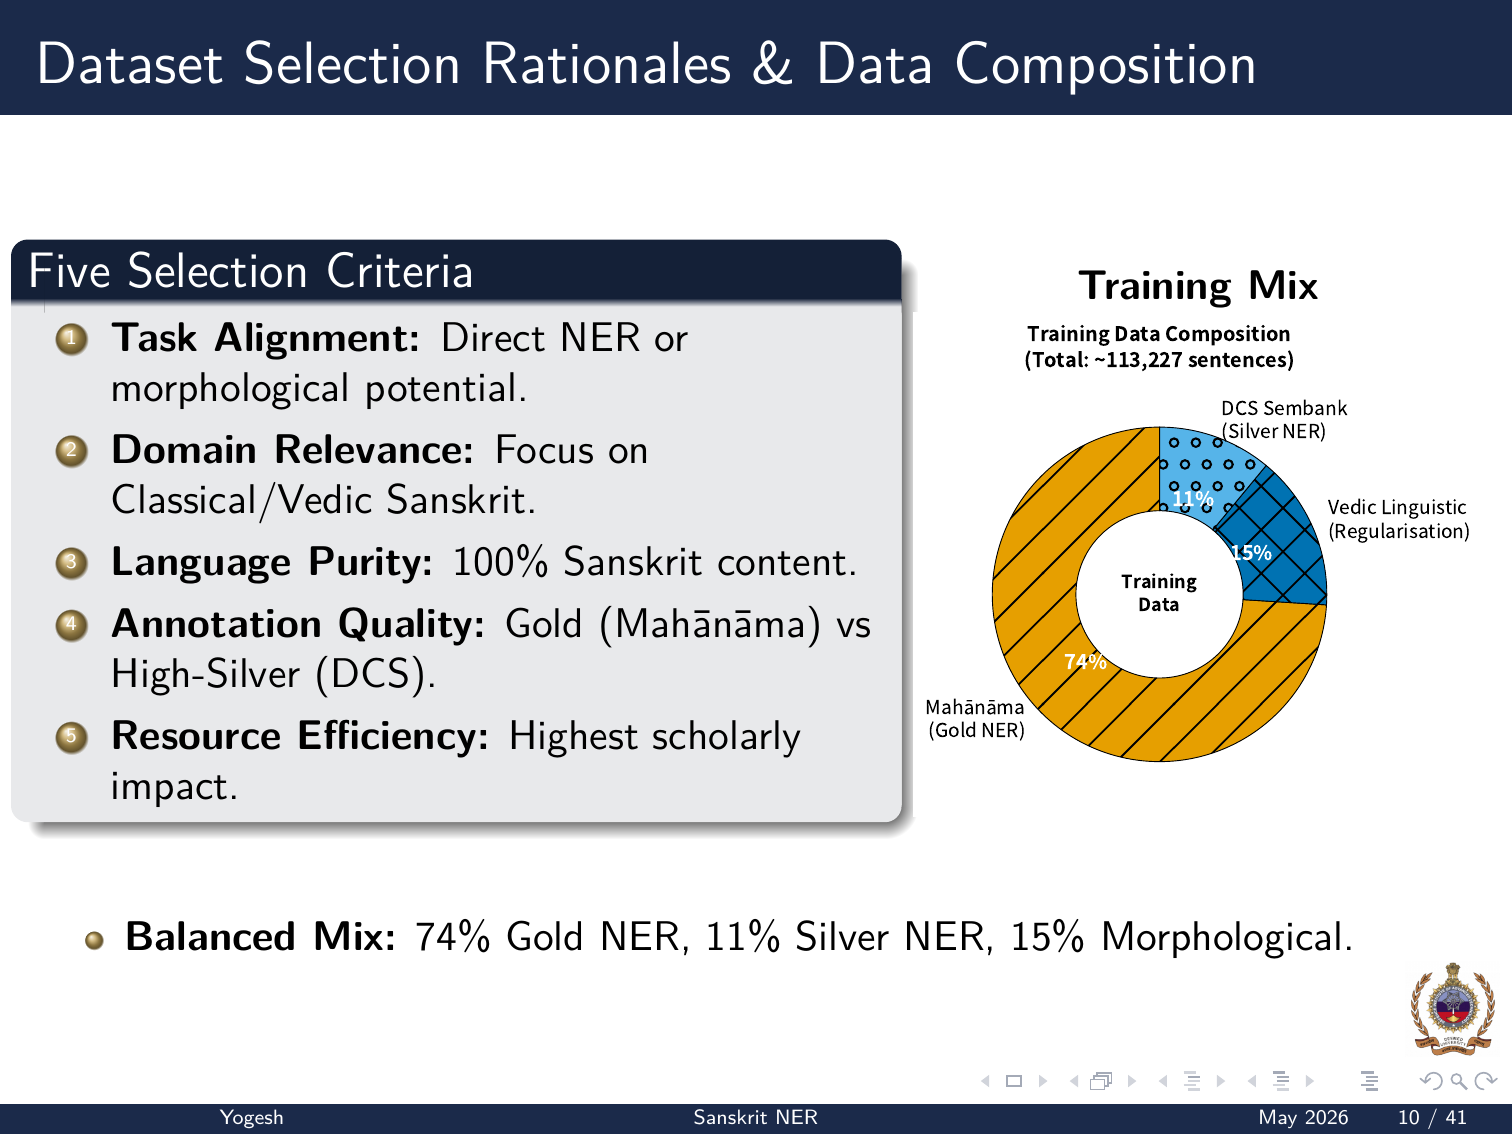 Dataset Selection Rationales & Data Composition
Five Selection Criteria
1 Task Alignment: Direct NER or
morphological potential.
2 Domain Relevance: Focus on
Classical/Vedic Sanskrit.
3 Language Purity: 100% Sanskrit content.
4 Annotation Quality: Gold (Mahānāma) vs
High-Silver (DCS).
5 Resource Efficiency: Highest scholarly
impact.
Training Mix
Training Data Composition
(Total: ~113,227 sentences)
DCS Sembank
(Silver NER)
11%
Vedic Linguistic
(Regularisation)
15%
Training
Data
74%
Mahānāma
(Gold NER)
Balanced Mix: 74% Gold NER, 11% Silver NER, 15% Morphological.
Yogesh
Sanskrit NER
May 2026
10 / 41